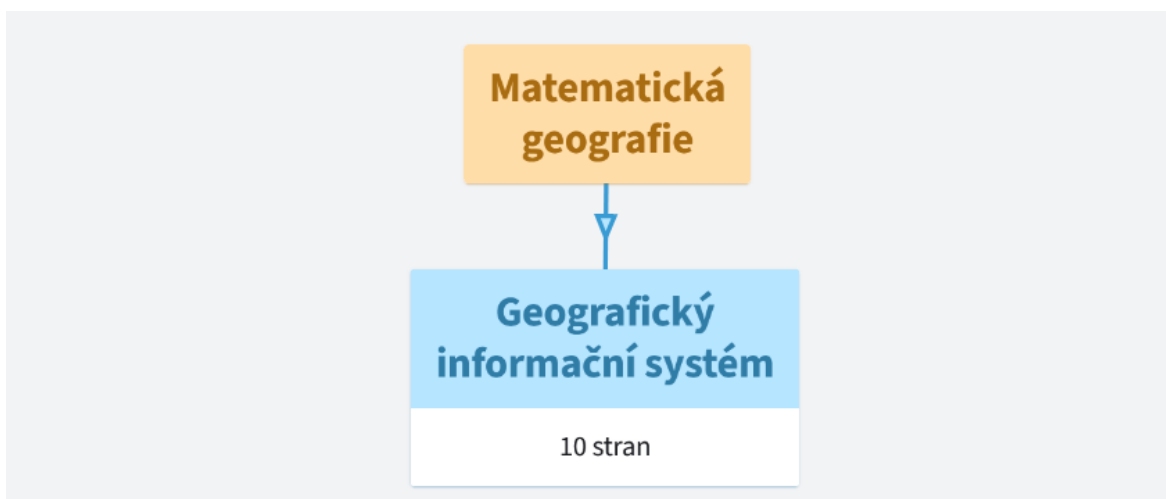 Matematická
geografie
Geografický
informační systém
10 stran